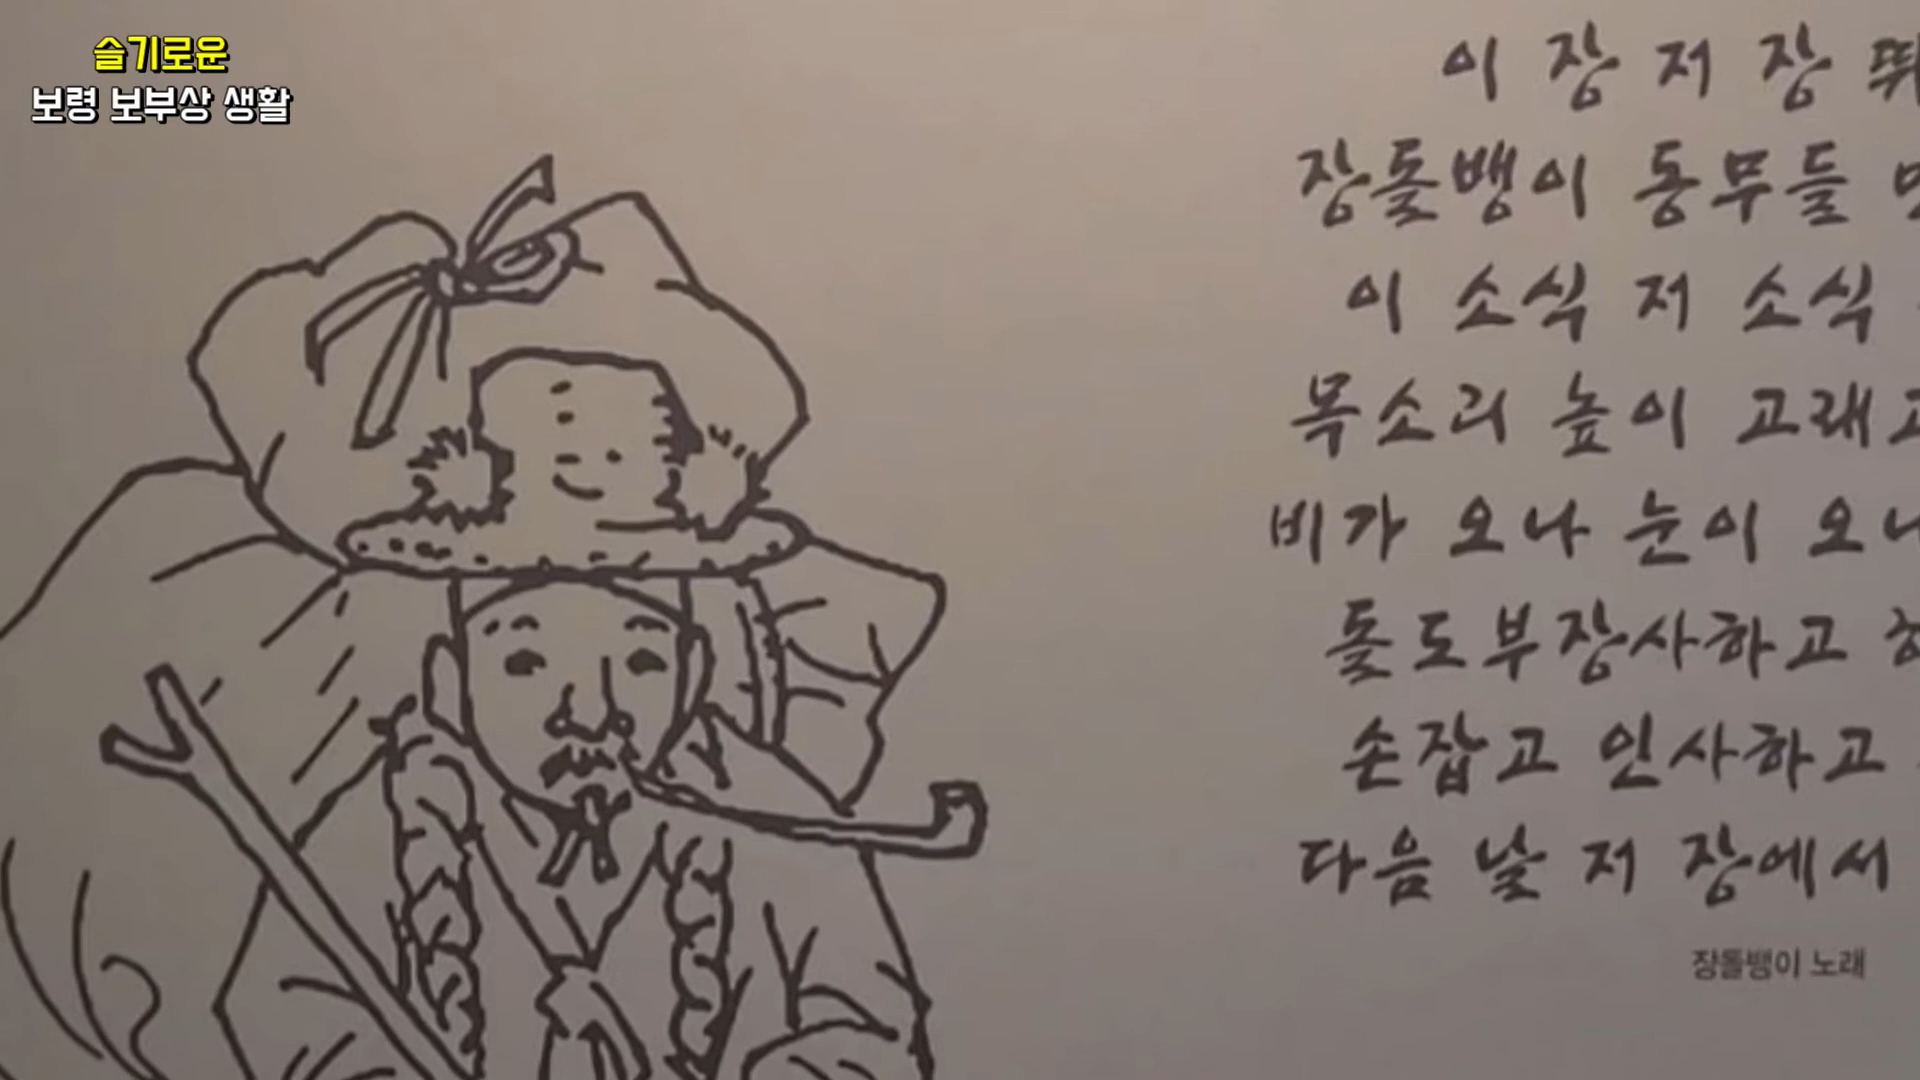 슬기로운
보령 보부상 생활
이 장 저 장
장돌뱅이 동무들
이 소식 저 소식
목소리 높이 고래고
비가 오나 눈이 오나
돌도부장사하고
손잡고 인사하고
다음 날 저 장에서
장돌뱅이 노래